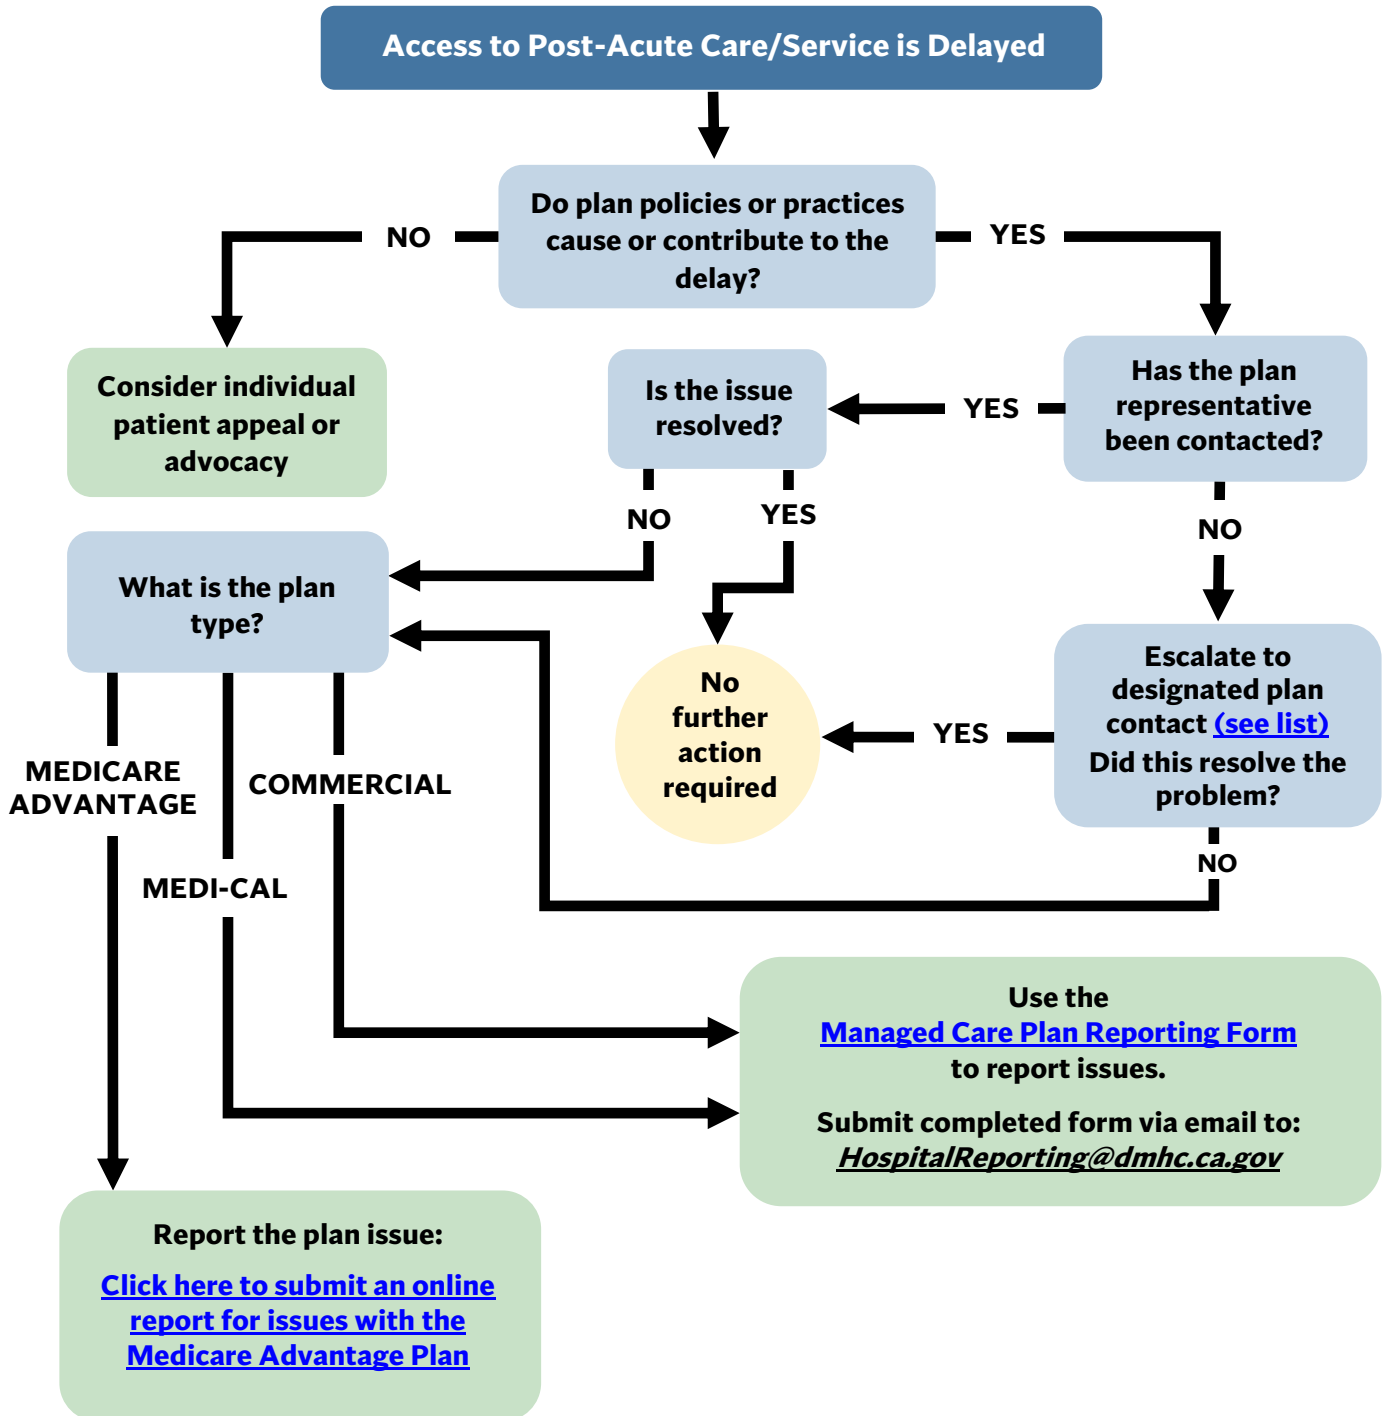 Access to Post-Acute Care/Service is Delayed
Do plan policies or practices
cause or contribute to the
delay?
NO
YES
Consider individual
patient appeal or
advocacy
Is the issue
resolved?
YES
Has the plan
representative
been contacted?
NO
YES
NO
What is the plan
type?
No
further
action
required
YES
Escalate to
designated plan
contact (see list)
Did this resolve the
problem?
NO
MEDICARE
ADVANTAGE
COMMERCIAL
MEDI-CAL
Use the
Managed Care Plan Reporting Form
to report issues.
Submit completed form via email to:
HospitalReporting@dmhc.ca.gov
Report the plan issue:
Click here to submit an online
report for issues with the
Medicare Advantage Plan